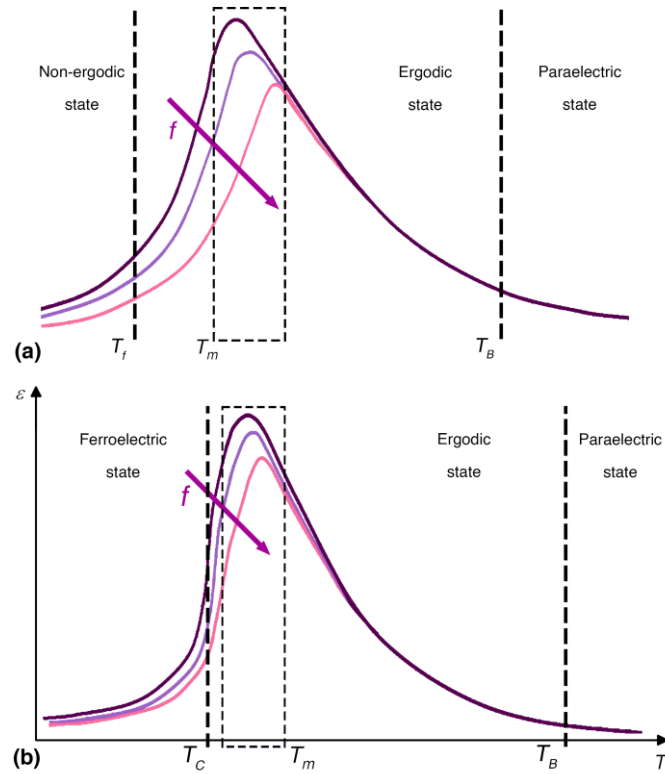 Non-ergodic
state
Ergodic
state
Paraelectric
state
f
(a)
T_f
T_m
T_B
ε
Ferroelectric
state
Ergodic
state
Paraelectric
state
f
(b)
T_C
T_m
T_B
T